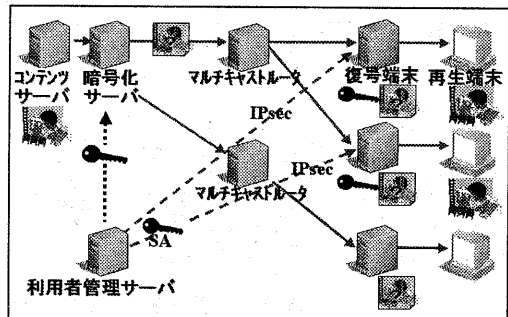 コンテンツ
サーバ
暗号化
サーバ
マルチキャストルータ
復号端末
再生端末
IPsec
IPsec
マルチキャストルータ
SA
利用者管理サーバ